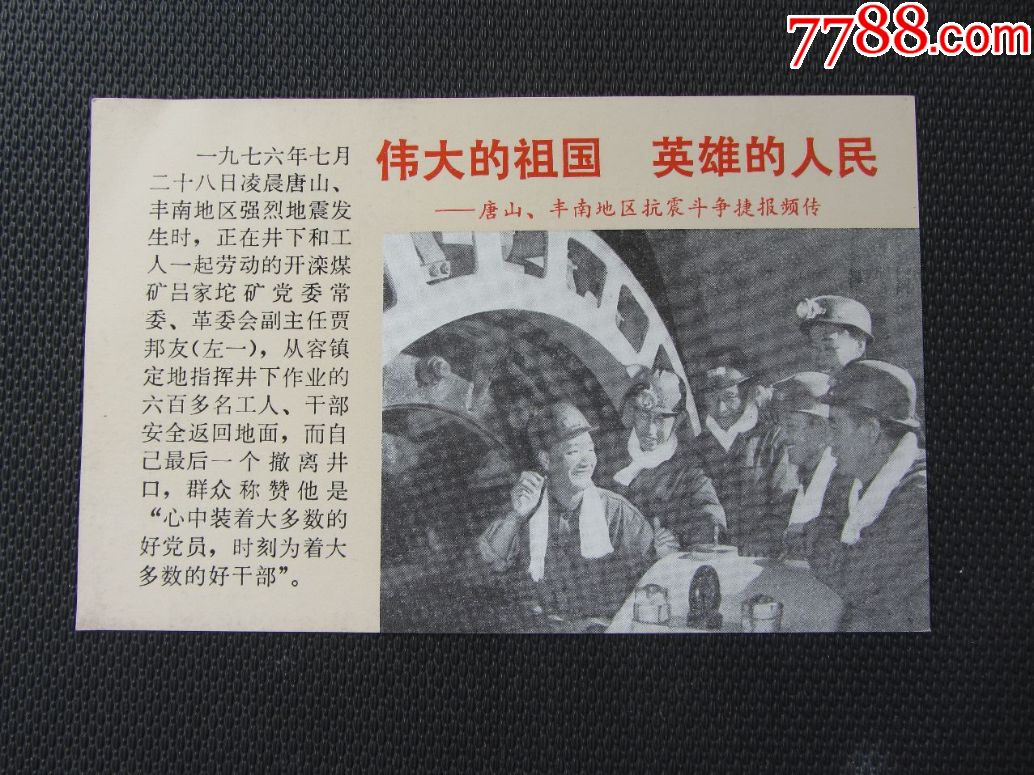 7788.com
伟大的祖国 英雄的人民
——唐山、丰南地区抗震斗争捷报频传
一九七六年七月
二十八日凌晨唐山、
丰南地区强烈地震发
生时，正在井下和工
人一起劳动的开滦煤
矿吕家坨矿党委常
委、革委会副主任贾
邦友(左一)，从容镇
定地指挥井下作业的
六百多名工人、干部
安全返回地面，而自
己最后一个撤离井
口，群众称赞他是
“心中装着大多数的
好党员，时刻为着大
多数的好干部”。